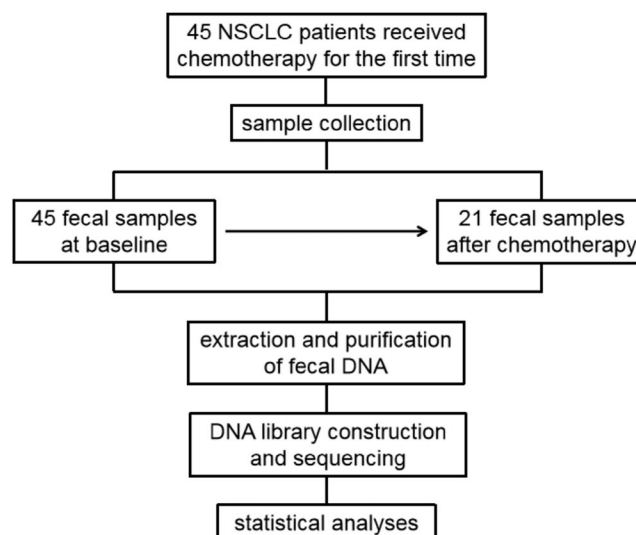 45 NSCLC patients received
chemotherapy for the first time
sample collection
45 fecal samples
at baseline
21 fecal samples
after chemotherapy
extraction and purification
of fecal DNA
DNA library construction
and sequencing
statistical analyses